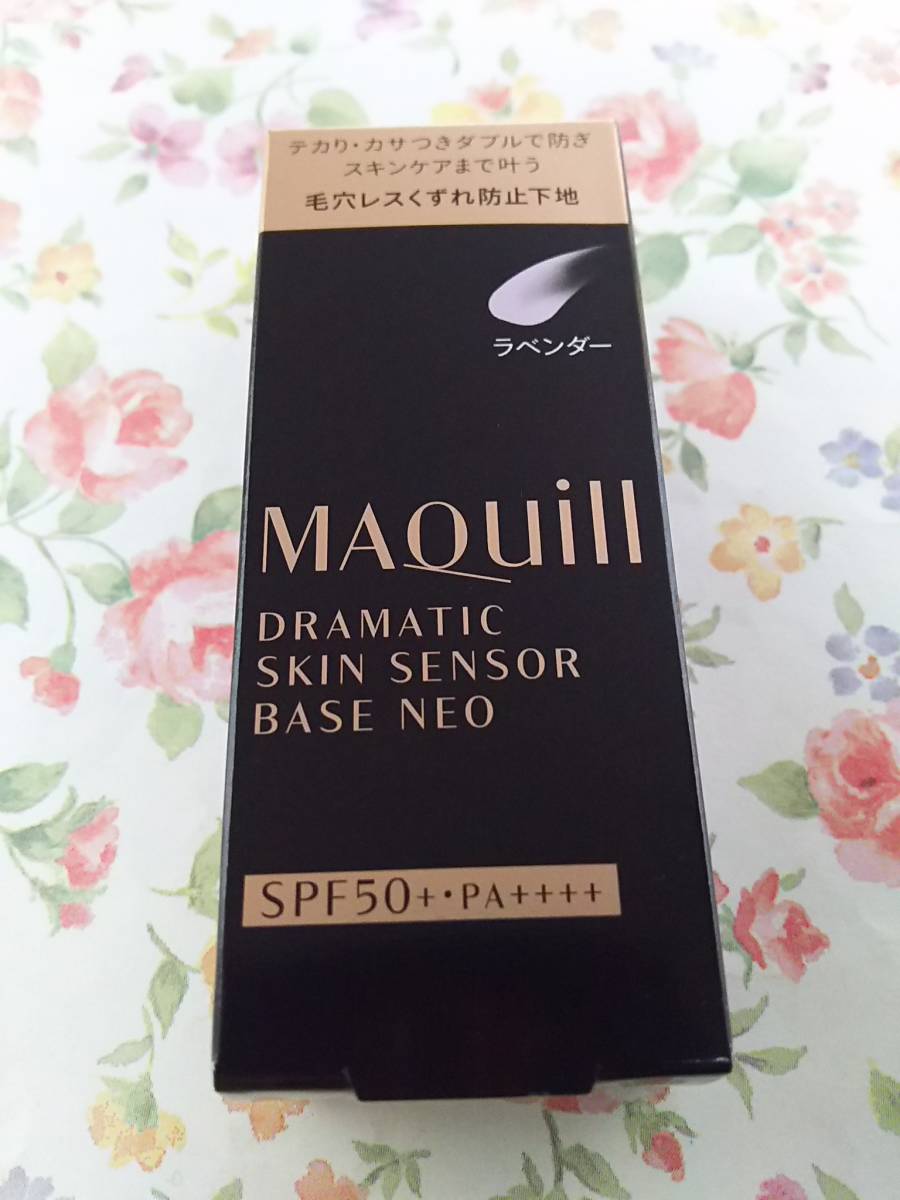 テカリ・カサつきダブルで防ぎ
スキンケアまで叶う
毛穴レスくずれ防止下地
ラベンダー
MAQuill
DRAMATIC
SKIN SENSOR
BASE NEO
SPF50+・PA++++